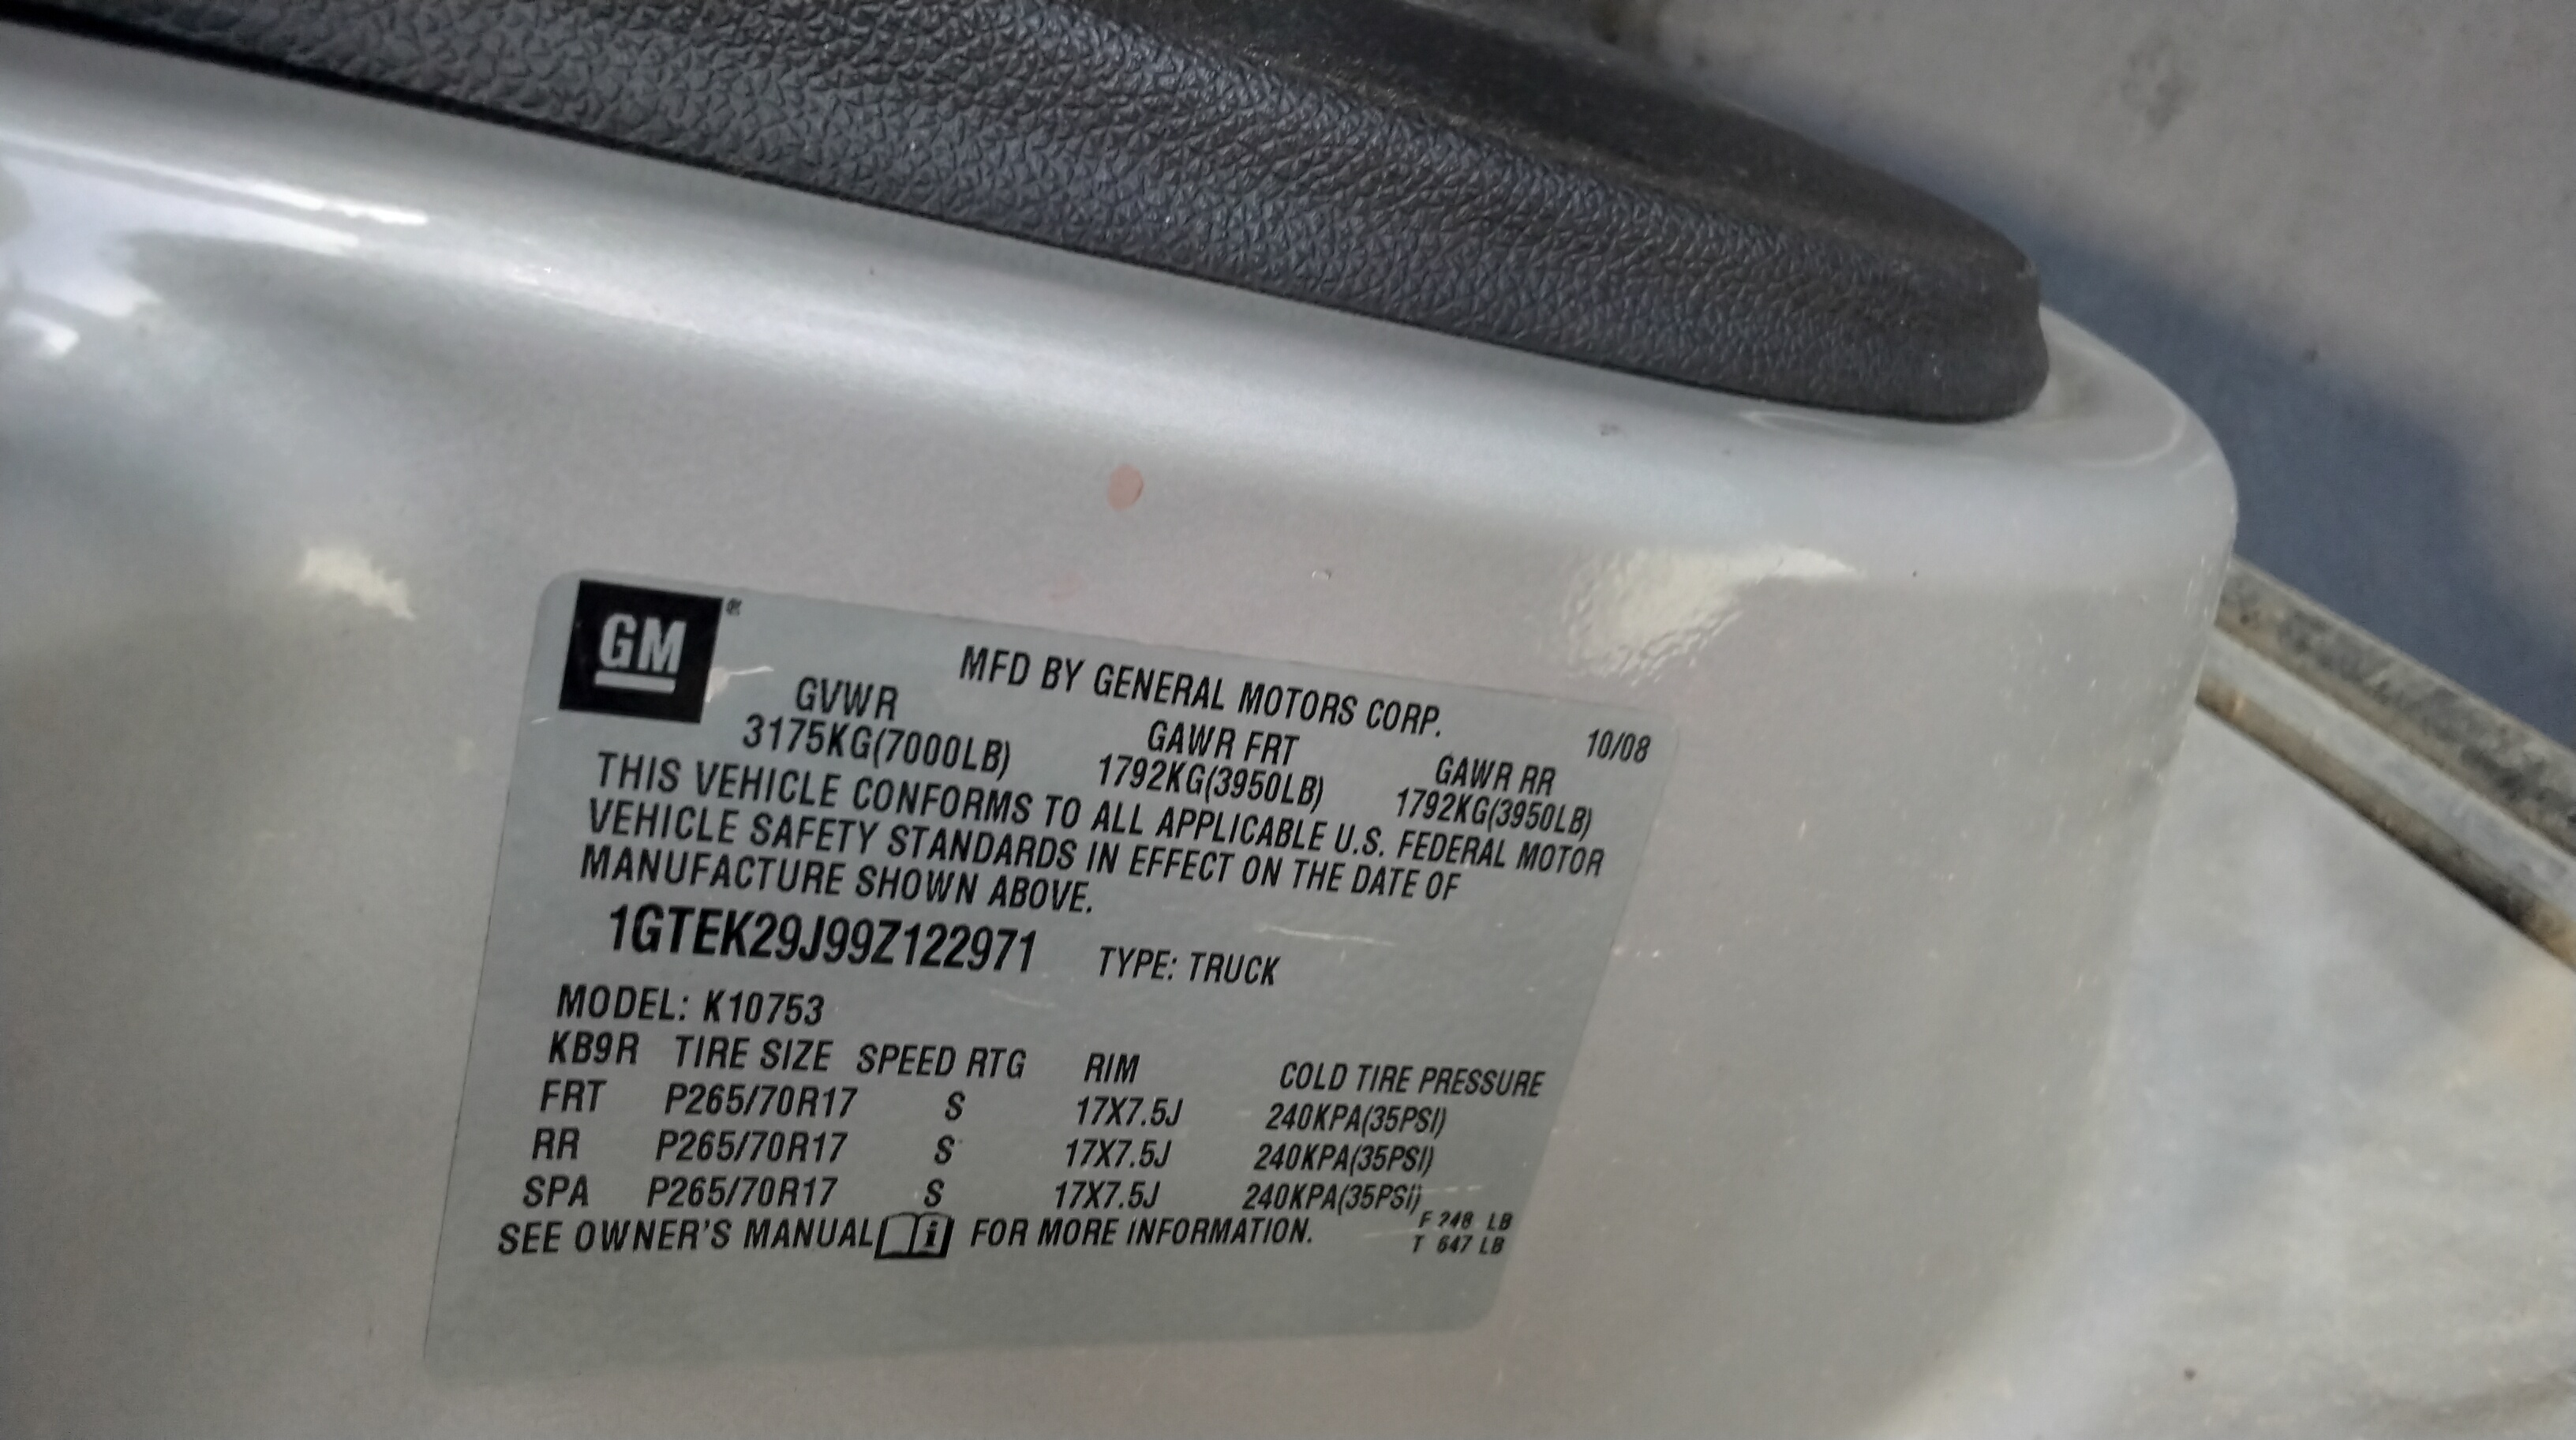 GM ®
MFD BY GENERAL MOTORS CORP.
10/08
GVWR GAWR FRT GAWR RR
3175KG(7000LB) 1792KG(3950LB) 1792KG(3950LB)
THIS VEHICLE CONFORMS TO ALL APPLICABLE U.S. FEDERAL MOTOR
VEHICLE SAFETY STANDARDS IN EFFECT ON THE DATE OF
MANUFACTURE SHOWN ABOVE.
1GTEK29J99Z122971 TYPE: TRUCK
MODEL: K10753
KB9R TIRE SIZE SPEED RTG RIM COLD TIRE PRESSURE
FRT P265/70R17 S 17X7.5J 240KPA(35PSI)
RR P265/70R17 S 17X7.5J 240KPA(35PSI)
SPA P265/70R17 S 17X7.5J 240KPA(35PSI)
SEE OWNER'S MANUAL i FOR MORE INFORMATION.
F 248 LB
T 647 LB